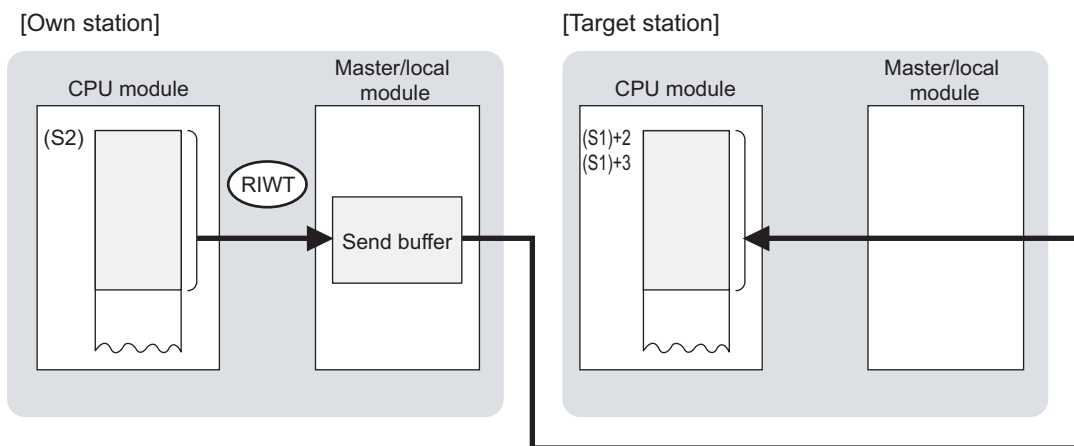 [Own station]
[Target station]
Master/local
module
CPU module
(S2)
RIWT
Send buffer
Master/local
module
CPU module
(S1)+2
(S1)+3